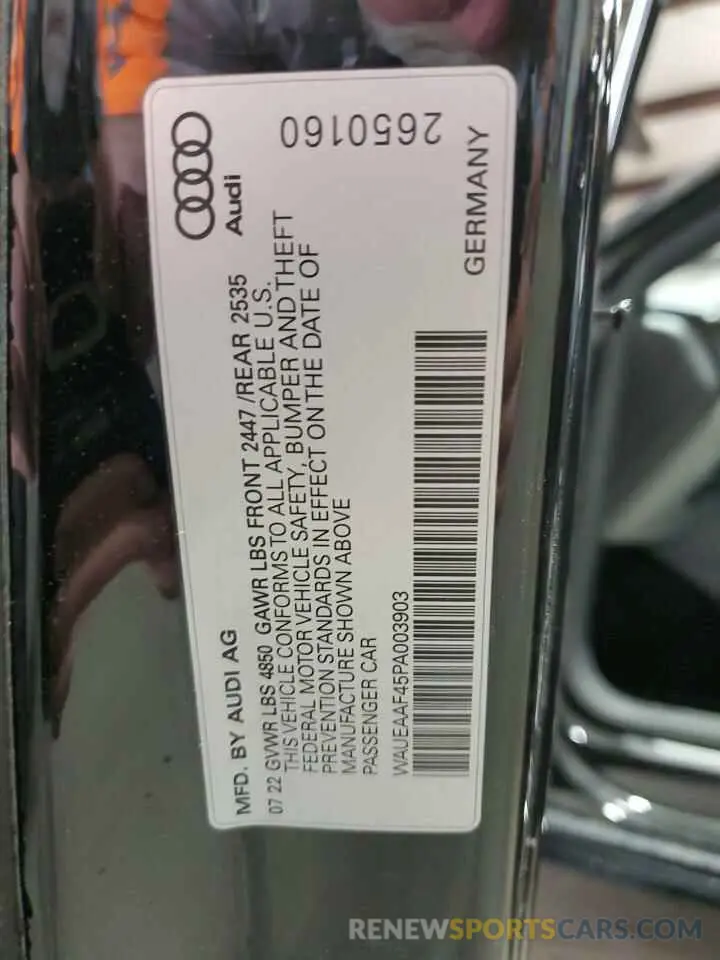 Audi
2650160
MFD. BY AUDI AG
GERMANY
07 22 GVWR LBS 4850 GAWR LBS FRONT 2447 /REAR 2535
THIS VEHICLE CONFORMS TO ALL APPLICABLE U.S.
FEDERAL MOTOR VEHICLE SAFETY, BUMPER AND THEFT
PREVENTION STANDARDS IN EFFECT ON THE DATE OF
MANUFACTURE SHOWN ABOVE
PASSENGER CAR
WAUEAAF45PA003903
RENEWSPORTSCARS.COM